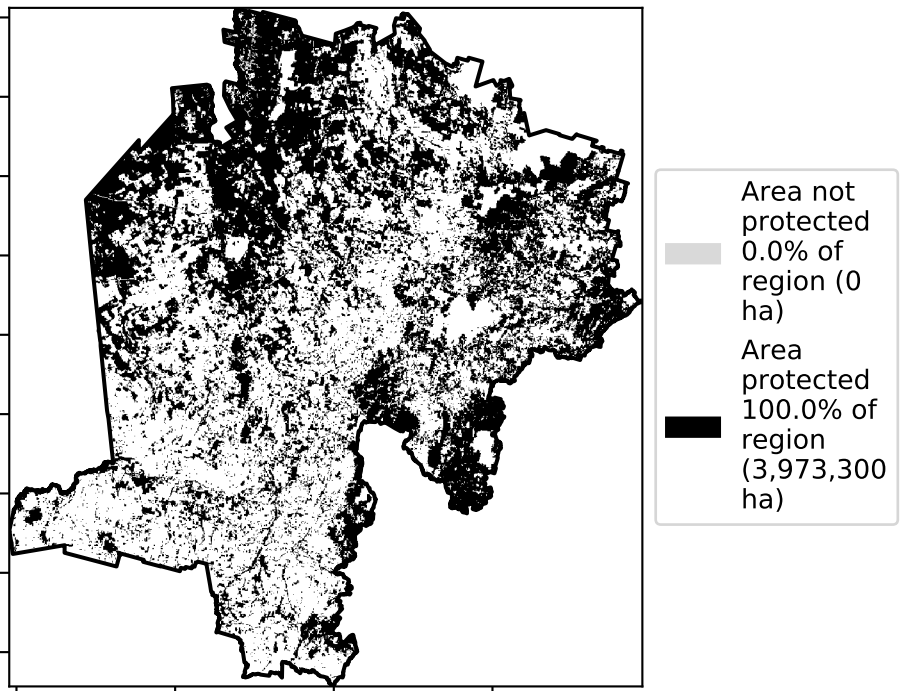 Area not
protected
0.0% of
region (0
ha)
Area
protected
100.0% of
region
(3,973,300
ha)